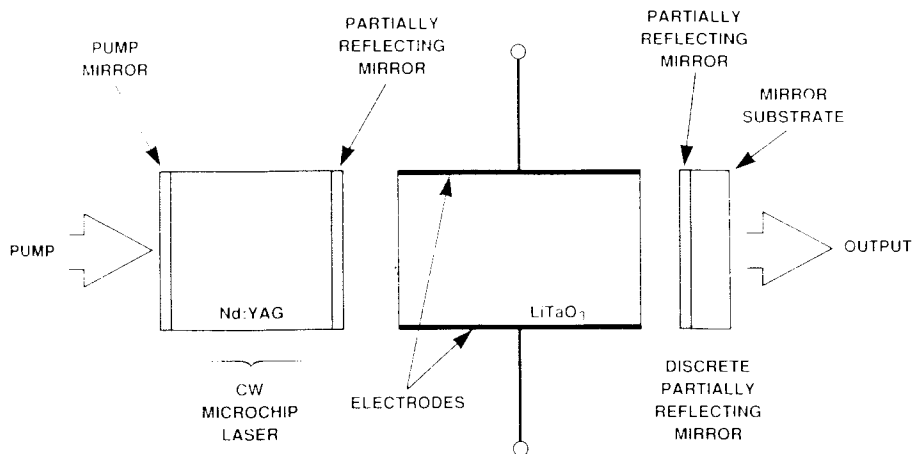 PUMP
MIRROR
PARTIALLY
REFLECTING
MIRROR
PARTIALLY
REFLECTING
MIRROR
MIRROR
SUBSTRATE
PUMP
OUTPUT
Nd:YAG
LiTaO3
CW
MICROCHIP
LASER
ELECTRODES
DISCRETE
PARTIALLY
REFLECTING
MIRROR